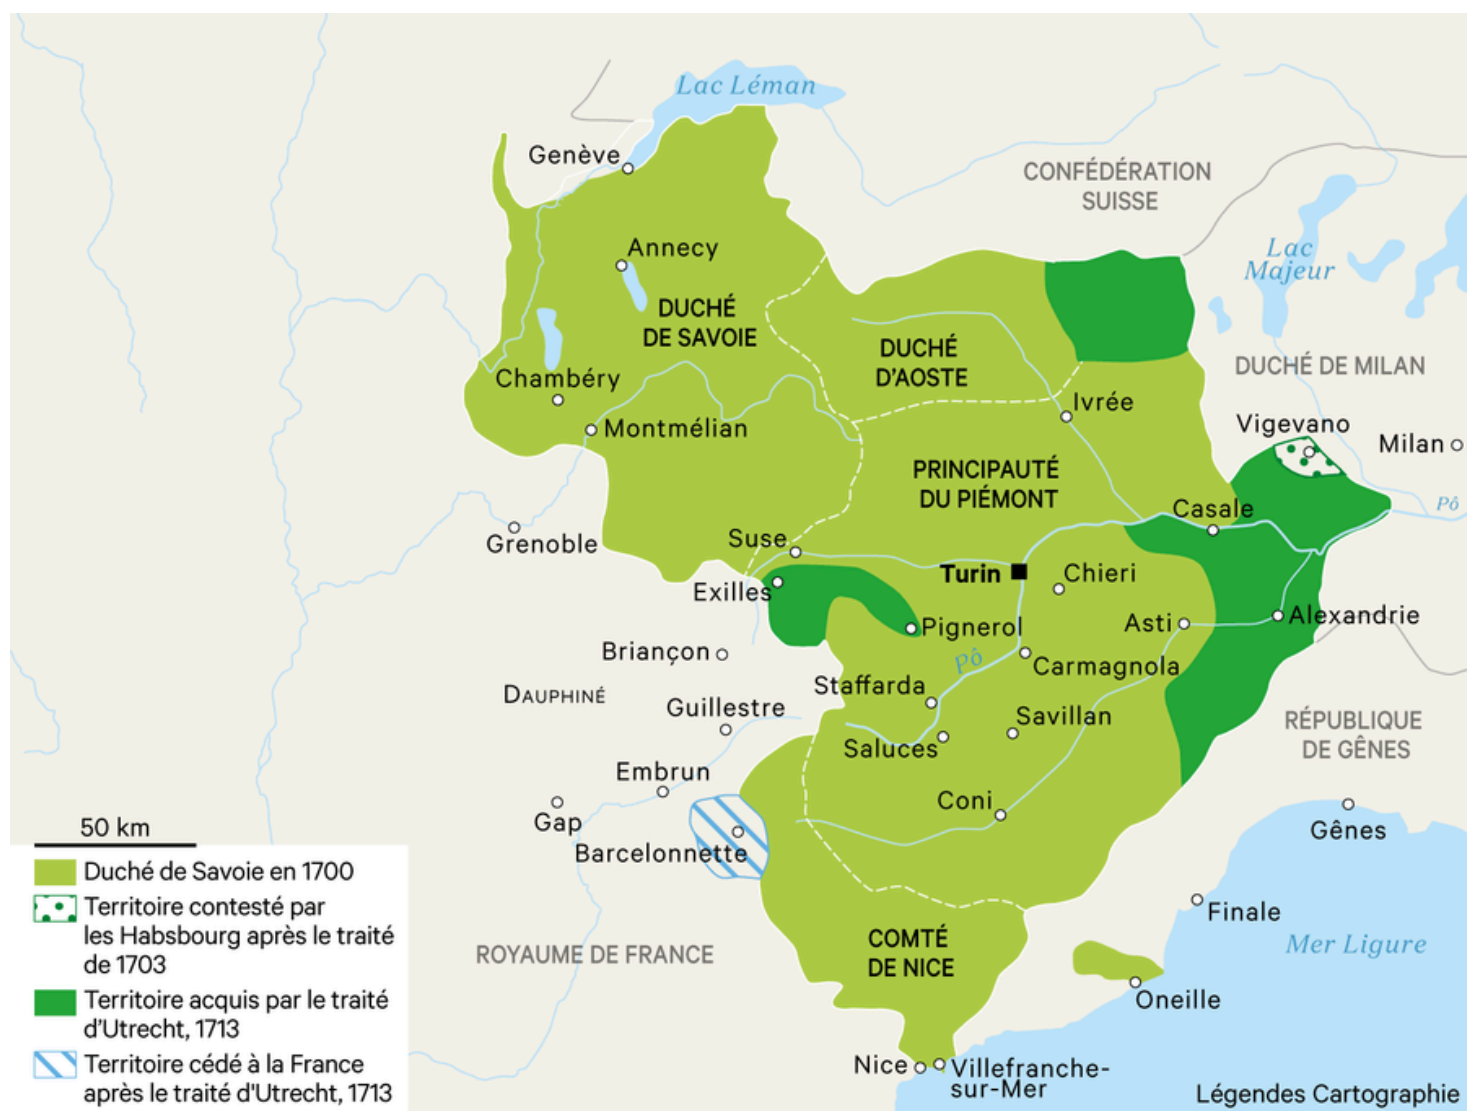 Lac Léman
Genève
CONFÉDÉRATION
SUISSE
Annecy
Lac
Majeur
DUCHÉ
DE SAVOIE
DUCHÉ
D'AOSTE
DUCHÉ DE MILAN
Chambéry
Ivrée
Montmélian
Vigevano
Milan
PRINCIPAUTÉ
DU PIÉMONT
Pô
Casale
Grenoble
Suse
Turin
Chieri
Exilles
Pignerol
Asti
Alexandrie
Briançon
Pô
Carmagnola
DAUPHINÉ
Staffarda
Guillestre
Savillan
RÉPUBLIQUE
DE GÊNES
Saluces
Embrun
Coni
Gap
Gênes
Barcelonnette
50 km
Duché de Savoie en 1700
Territoire contesté par
les Habsbourg après le traité
de 1703
Territoire acquis par le traité
d'Utrecht, 1713
Territoire cédé à la France
après le traité d'Utrecht, 1713
ROYAUME DE FRANCE
COMTÉ
DE NICE
Finale
Mer Ligure
Oneille
Nice
Villefranche-
sur-Mer
Légendes Cartographie